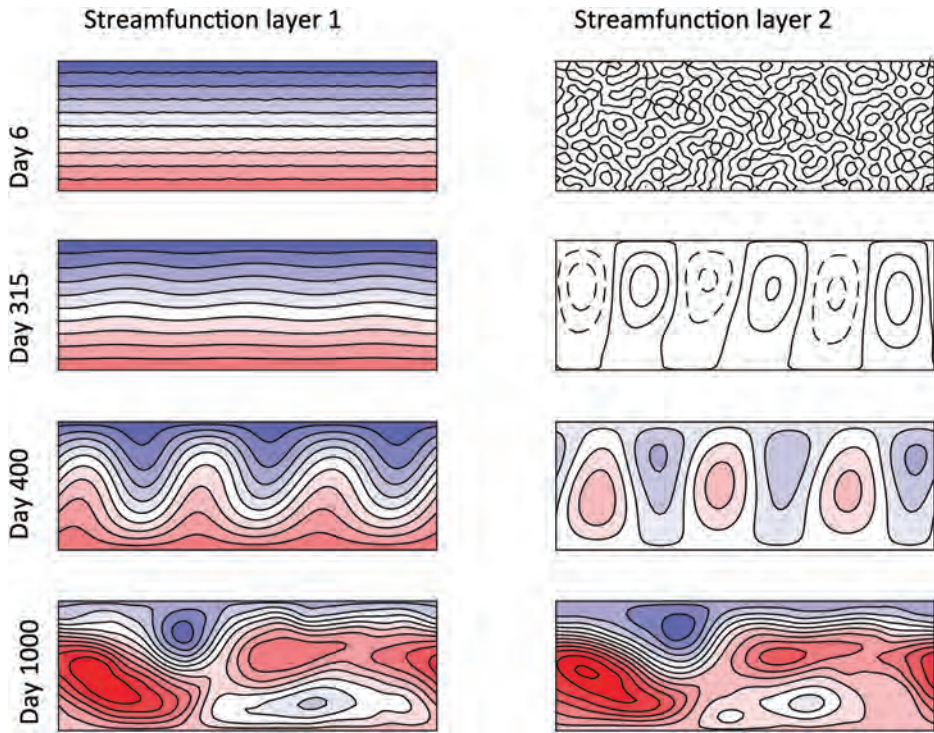 Streamfunction layer 1
Streamfunction layer 2
Day 6
Day 315
Day 400
Day 1000